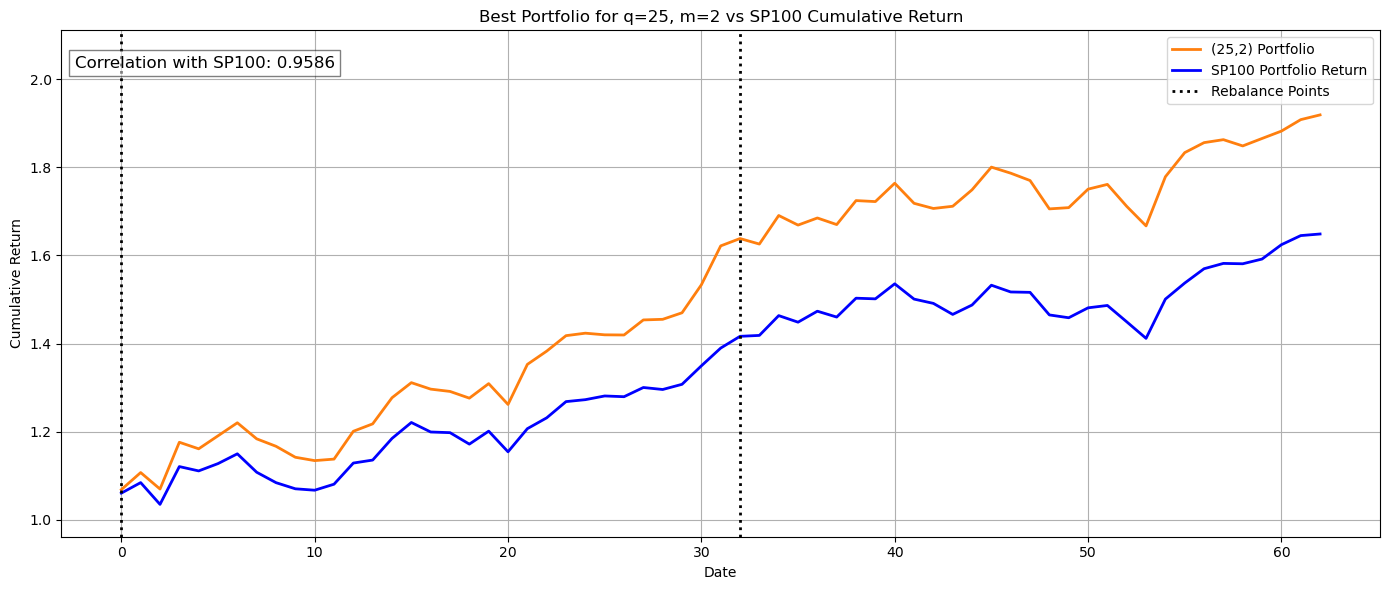 Best Portfolio for q=25, m=2 vs SP100 Cumulative Return
Correlation with SP100: 0.9586
(25,2) Portfolio
SP100 Portfolio Return
Rebalance Points
Cumulative Return
2.0
1.8
1.6
1.4
1.2
1.0
0
10
20
30
40
50
60
Date